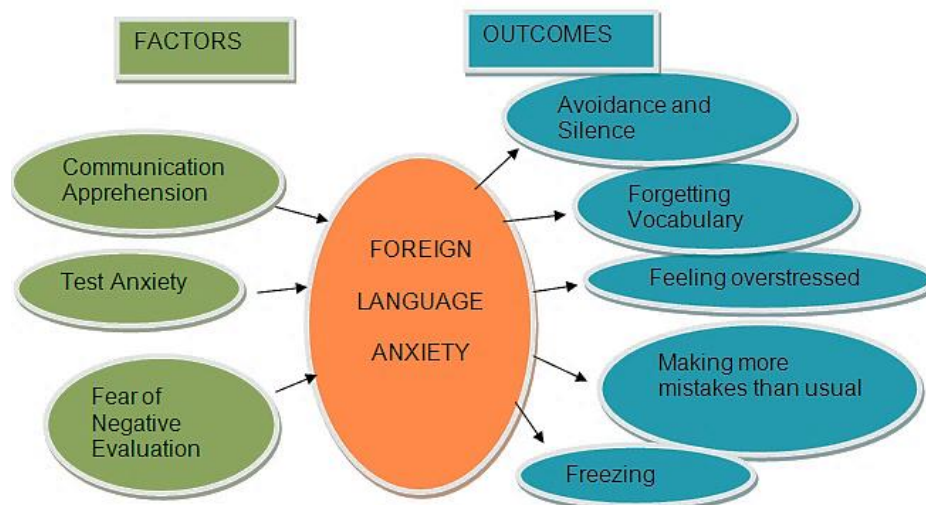 FACTORS
OUTCOMES
Communication
Apprehension
Test Anxiety
Fear of
Negative
Evaluation
FOREIGN
LANGUAGE
ANXIETY
Avoidance and
Silence
Forgetting
Vocabulary
Feeling overstressed
Making more
mistakes than usual
Freezing